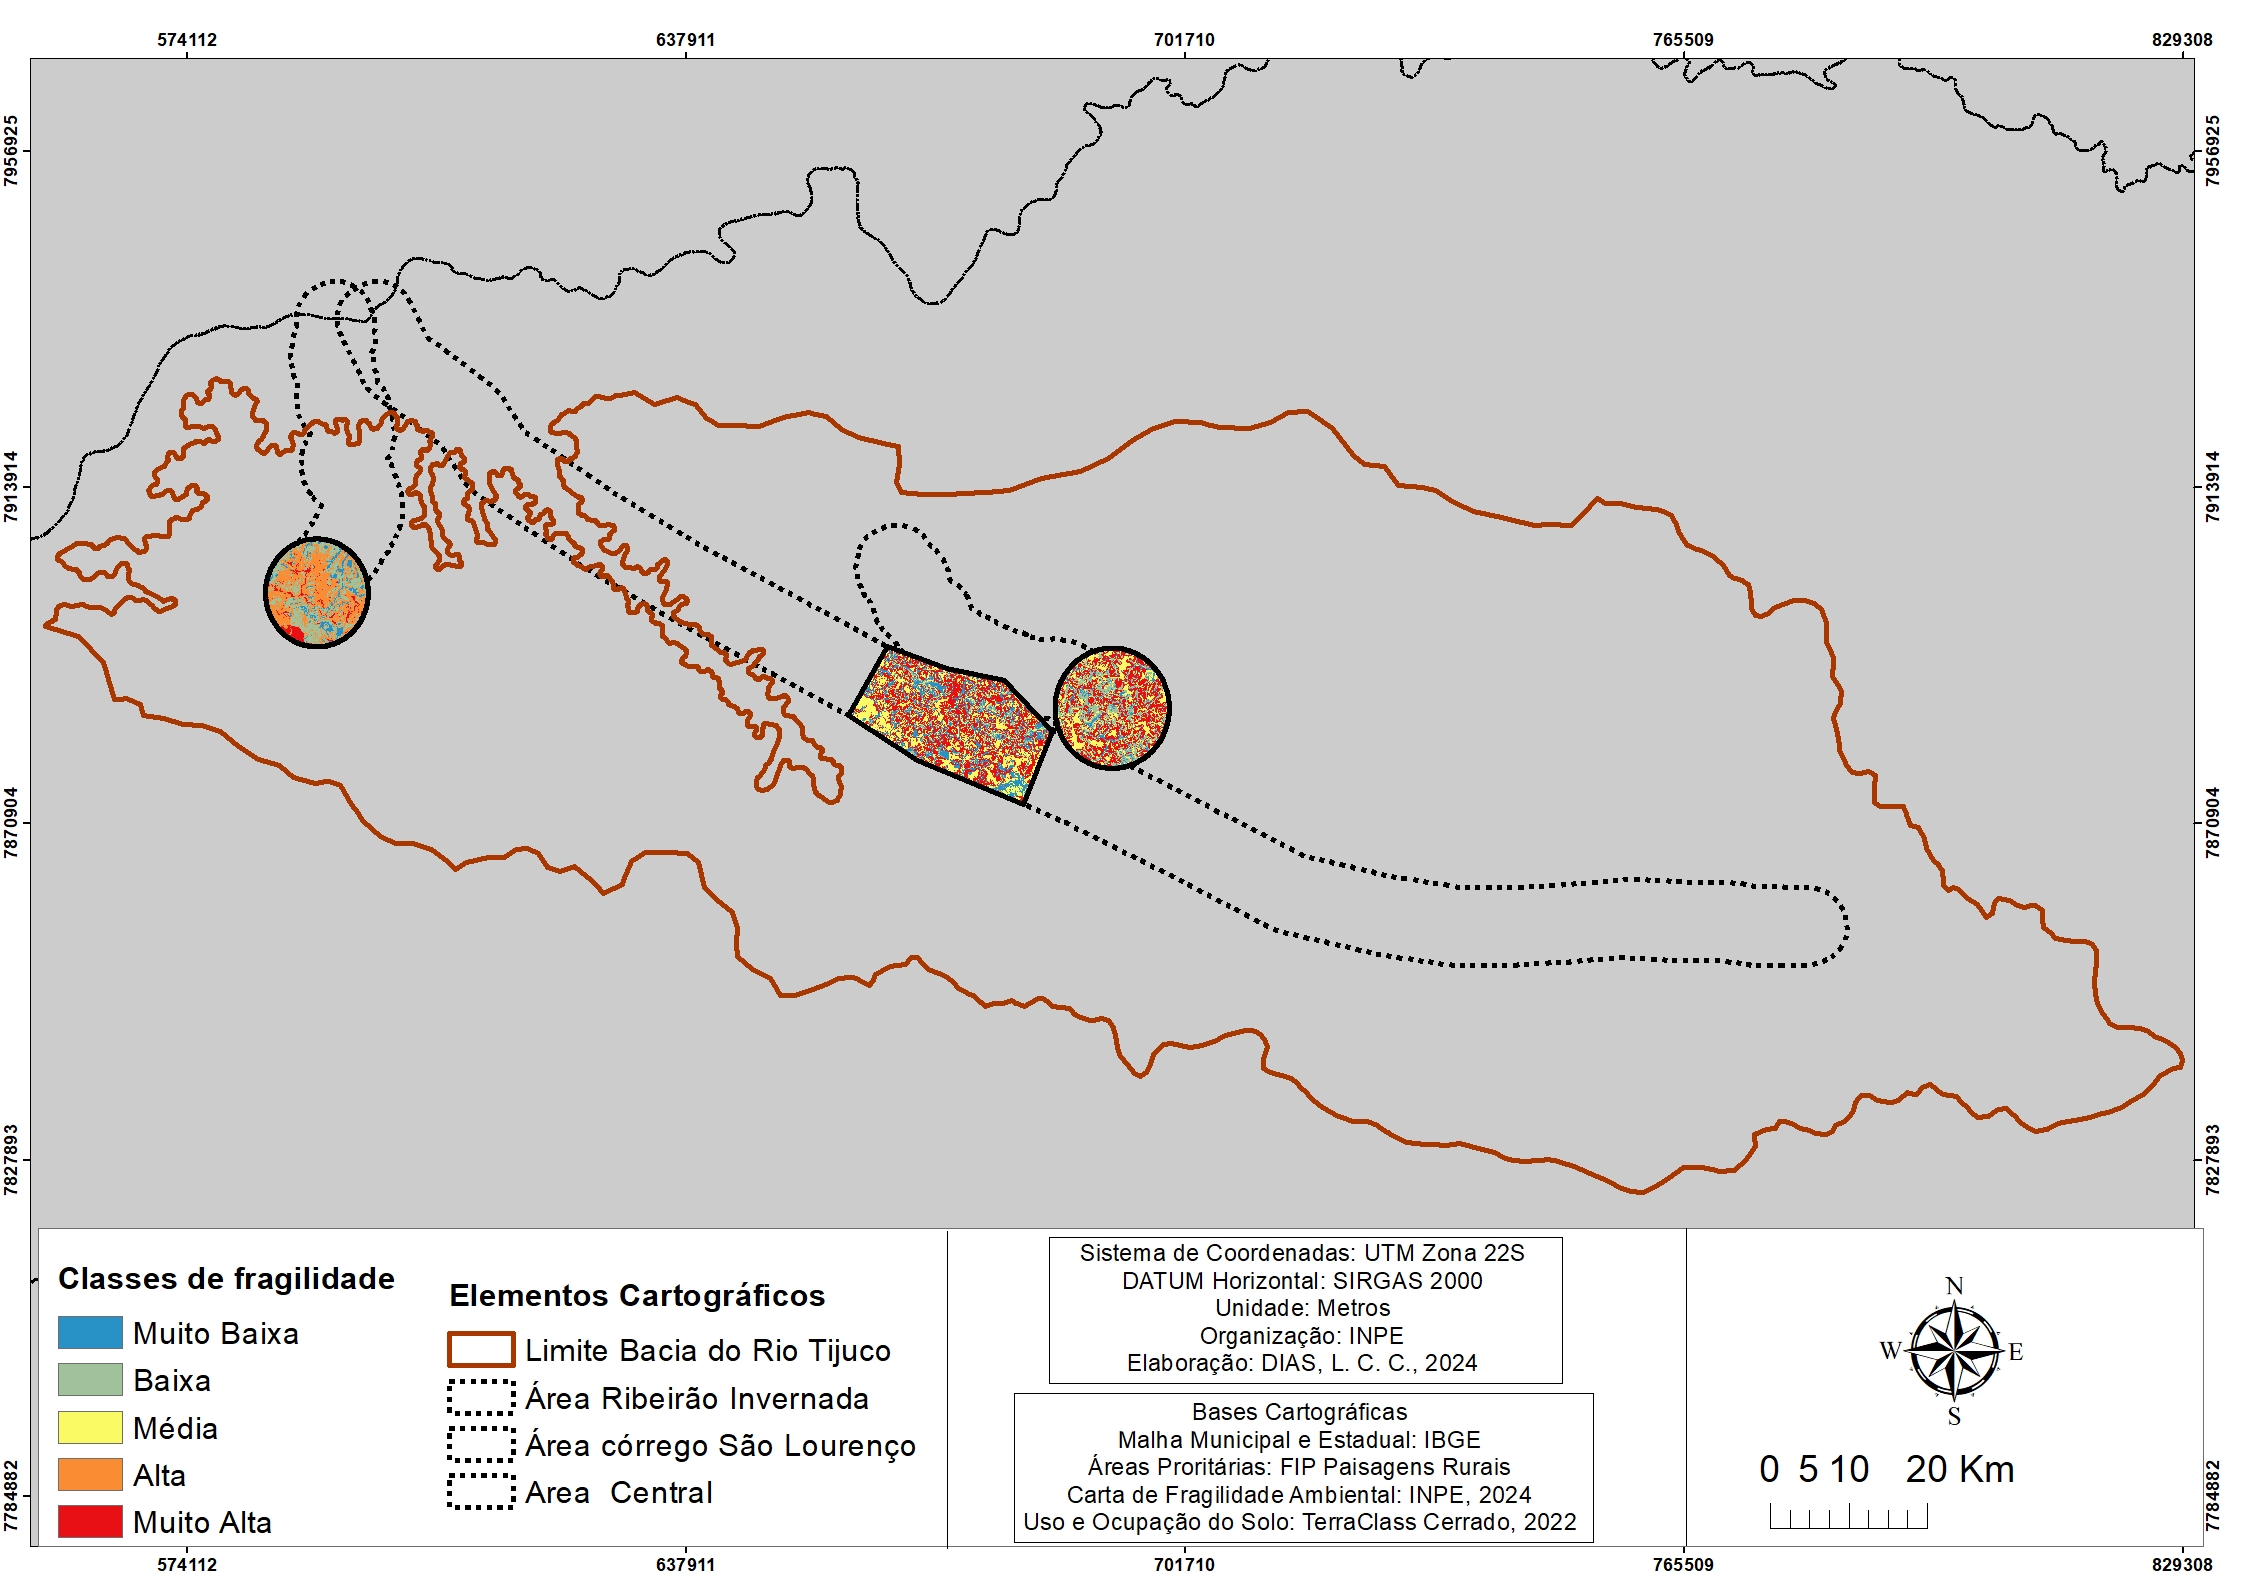 574112 637911 701710 765509 829308
7956925 7956925
7913914 7913914
7870904 7870904
7827893 7827893
7784882 7784882
Classes de fragilidade
Muito Baixa
Baixa
Média
Alta
Muito Alta
Elementos Cartográficos
Limite Bacia do Rio Tijuco
Área Ribeirão Invernada
Área córrego São Lourenço
Area Central
Sistema de Coordenadas: UTM Zona 22S
DATUM Horizontal: SIRGAS 2000
Unidade: Metros
Organização: INPE
Elaboração: DIAS, L. C. C., 2024
Bases Cartográficas
Malha Municipal e Estadual: IBGE
Áreas Proritárias: FIP Paisagens Rurais
Carta de Fragilidade Ambiental: INPE, 2024
Uso e Ocupação do Solo: TerraClass Cerrado, 2022
N
W E
S
0 5 10 20 Km
574112 637911 701710 765509 829308